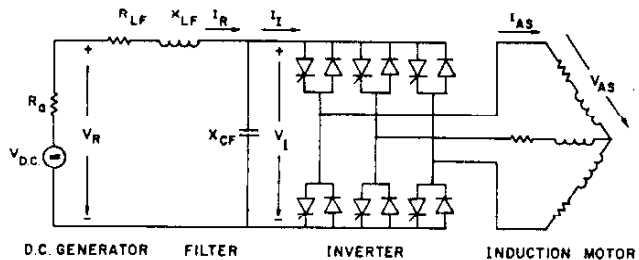 R_LF X_LF I_R I_I I_AS
+ + V_AS
R_a V_R X_CF V_I
V_D.C.
- -
D.C. GENERATOR FILTER INVERTER INDUCTION MOTOR